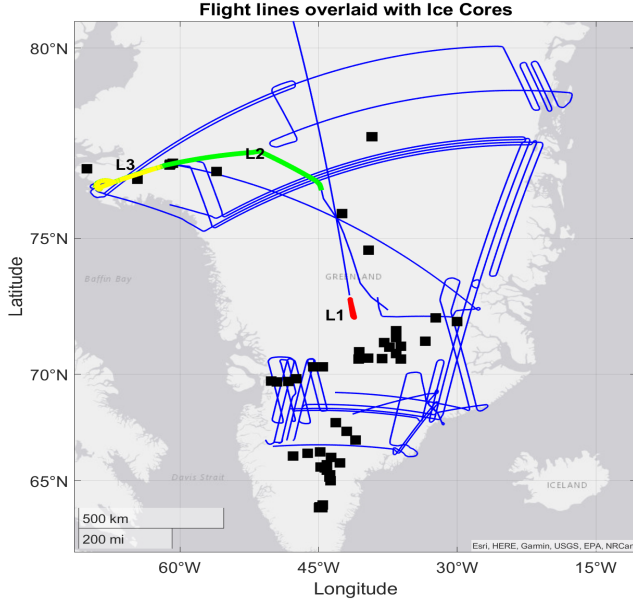 Flight lines overlaid with Ice Cores
80°N
L3
L2
75°N
Baffin Bay
GREENLAND
L1
70°N
65°N
Davis Strait
ICELAND
500 km
200 mi
Esri, HERE, Garmin, USGS, EPA, NRCan
60°W
45°W
30°W
15°W
Longitude
Latitude